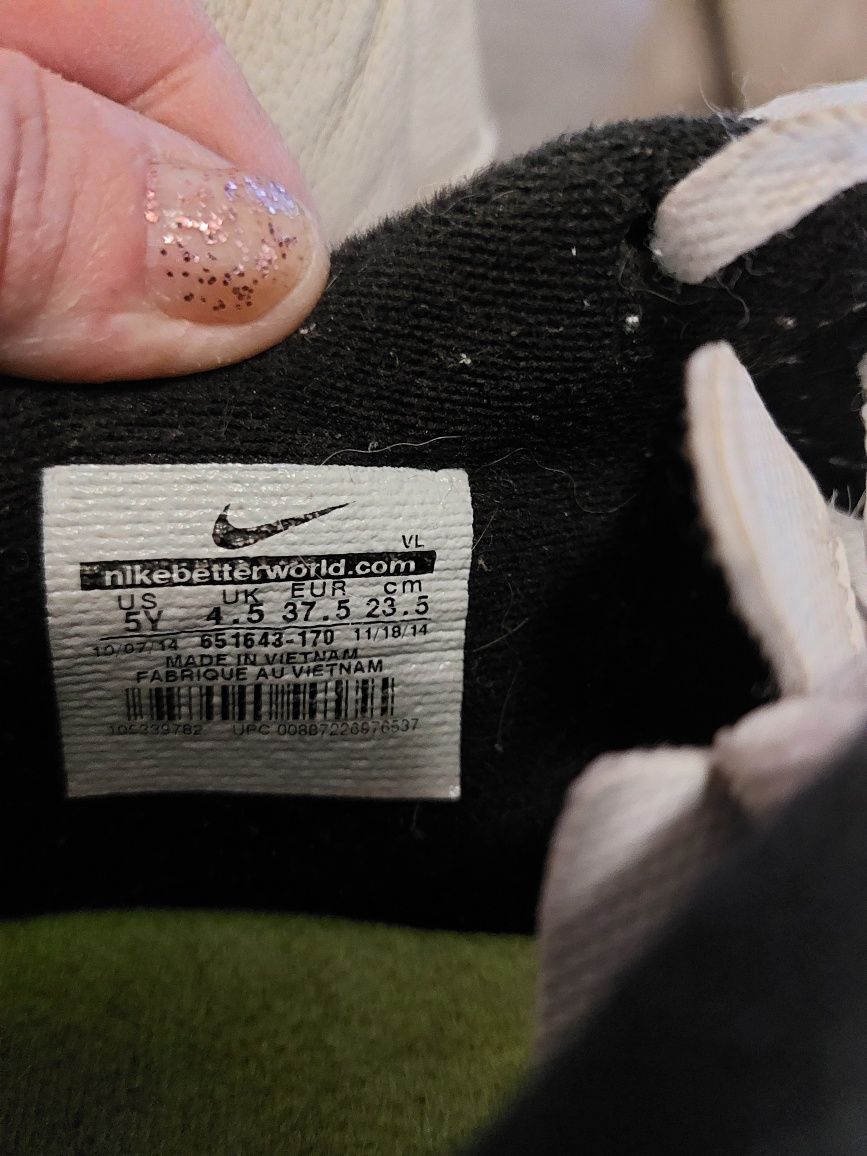 VL
nikebetterworld.com
US UK EUR cm
5Y 4.5 37.5 23.5
10/07/14 651643-170 11/18/14
MADE IN VIETNAM
FABRIQUE AU VIETNAM
UPC 00887226976537